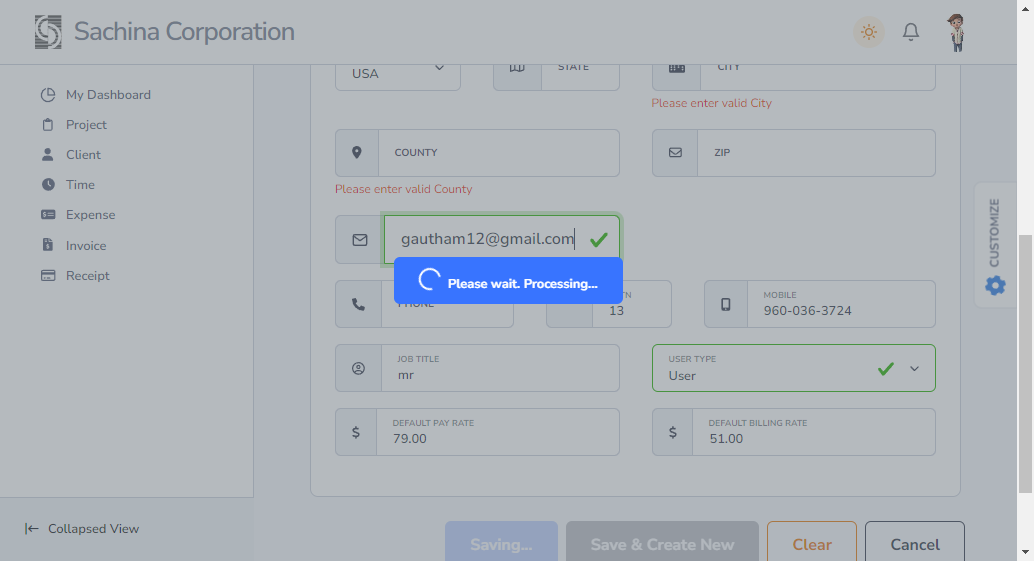 Sachina Corporation
My Dashboard
Project
Client
Time
Expense
Invoice
Receipt
Collapsed View
USA
STATE
CITY
Please enter valid City
COUNTY
ZIP
Please enter valid County
gautham12@gmail.com
Please wait. Processing...
PHONE
13
MOBILE
960-036-3724
JOB TITLE
mr
USER TYPE
User
DEFAULT PAY RATE
79.00
DEFAULT BILLING RATE
51.00
CUSTOMIZE
Saving...
Save & Create New
Clear
Cancel